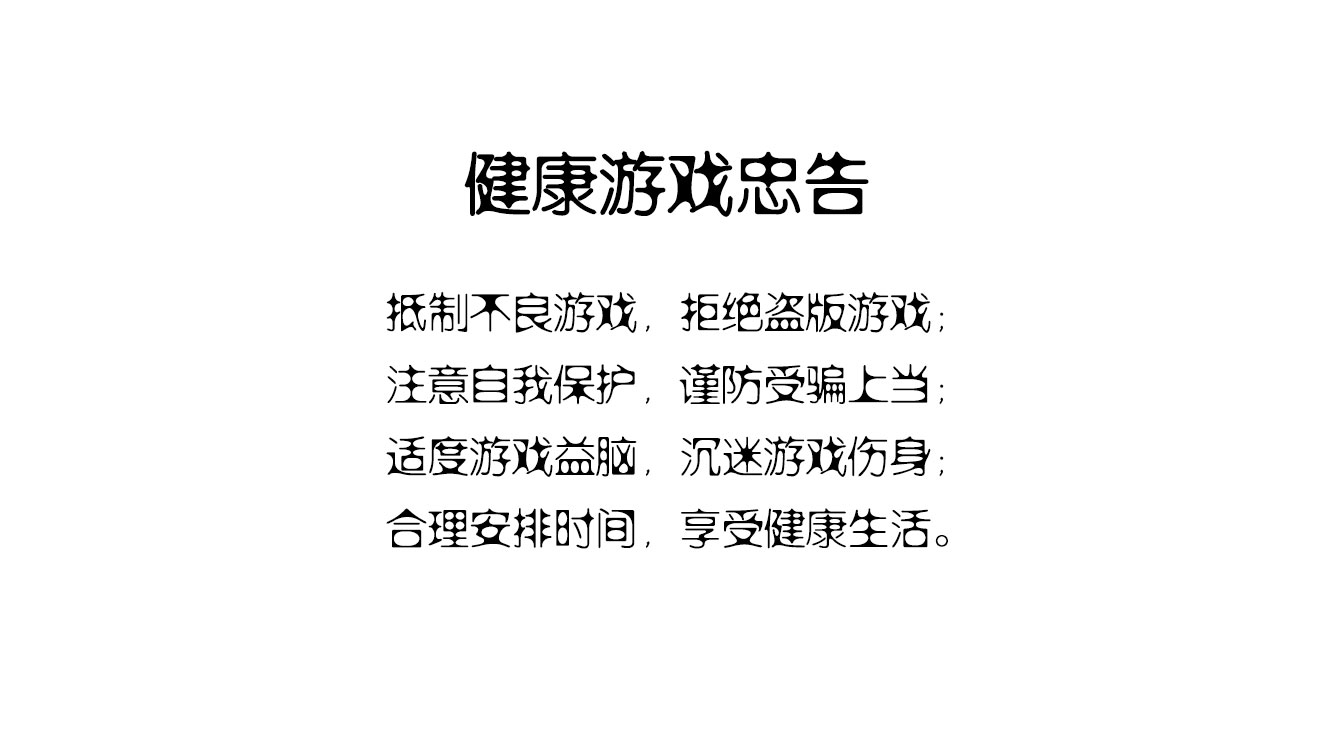 健康游戏忠告
抵制不良游戏，拒绝盗版游戏；
注意自我保护，谨防受骗上当；
适度游戏益脑，沉迷游戏伤身；
合理安排时间，享受健康生活。